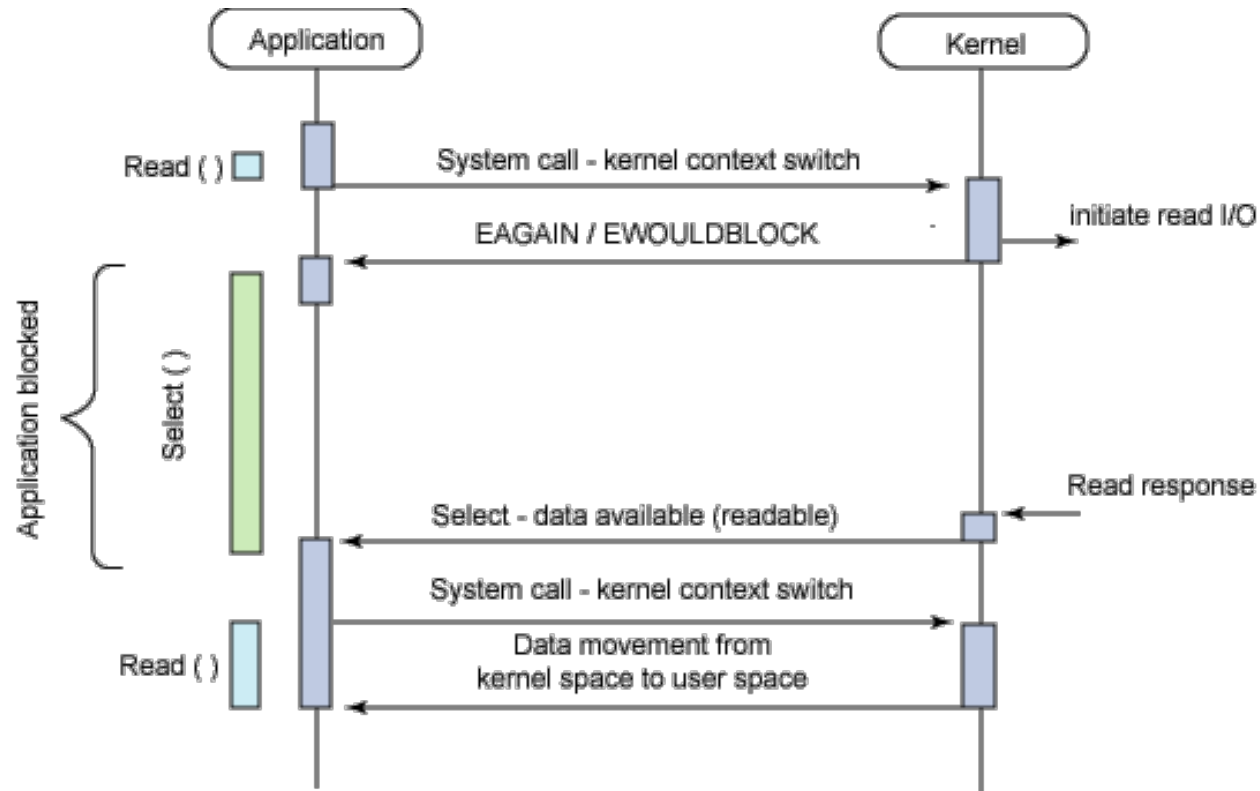 Application
Kernel
Read ( )
System call - kernel context switch
initiate read I/O
EAGAIN / EWOULDBLOCK
Application blocked
Select ( )
Read response
Select - data available (readable)
System call - kernel context switch
Read ( )
Data movement from
kernel space to user space